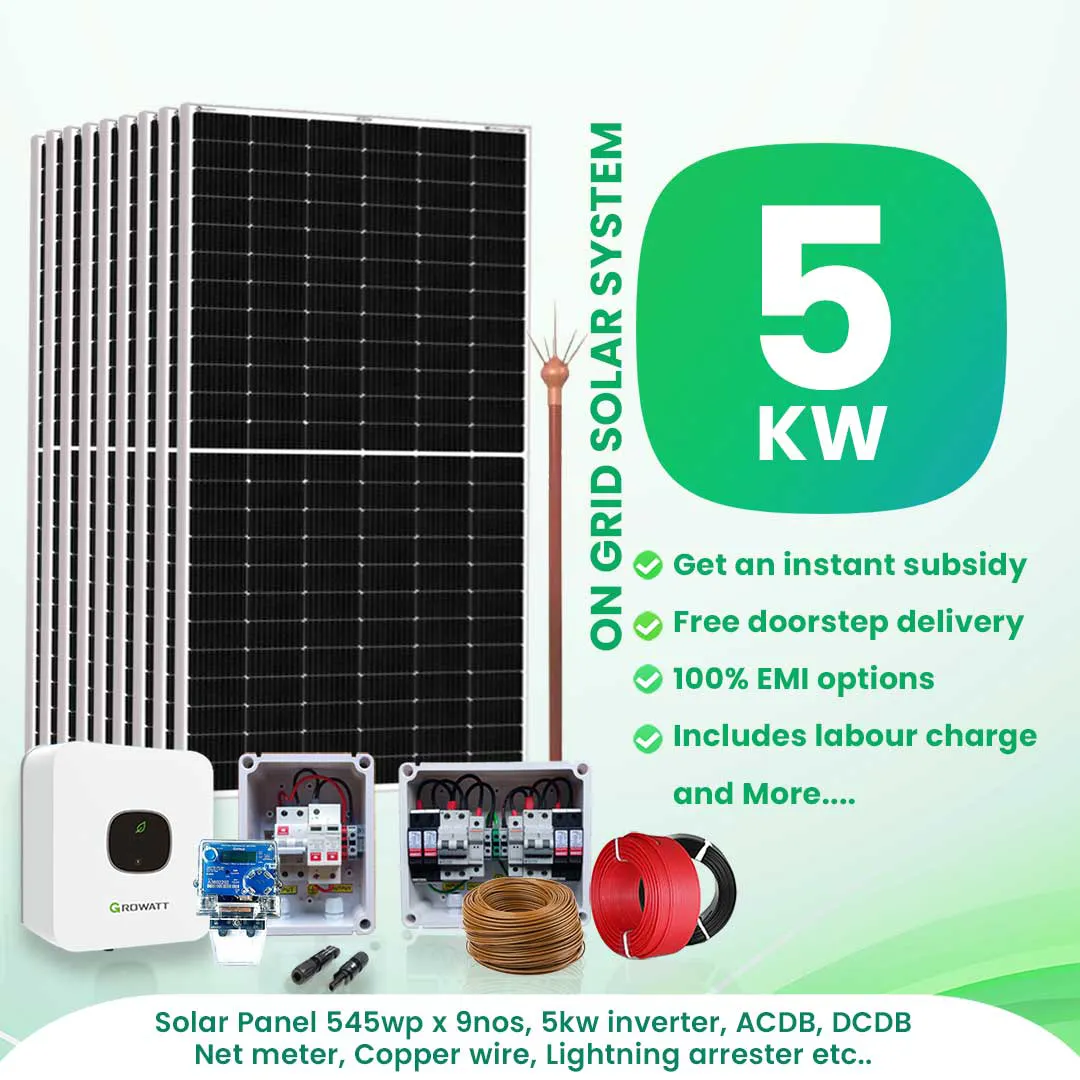 ON GRID SOLAR SYSTEM
5
KW
Get an instant subsidy
Free doorstep delivery
100% EMI options
Includes labour charge
and More....
GROWATT
Solar Panel 545wp x 9nos, 5kw inverter, ACDB, DCDB
Net meter, Copper wire, Lightning arrester etc..